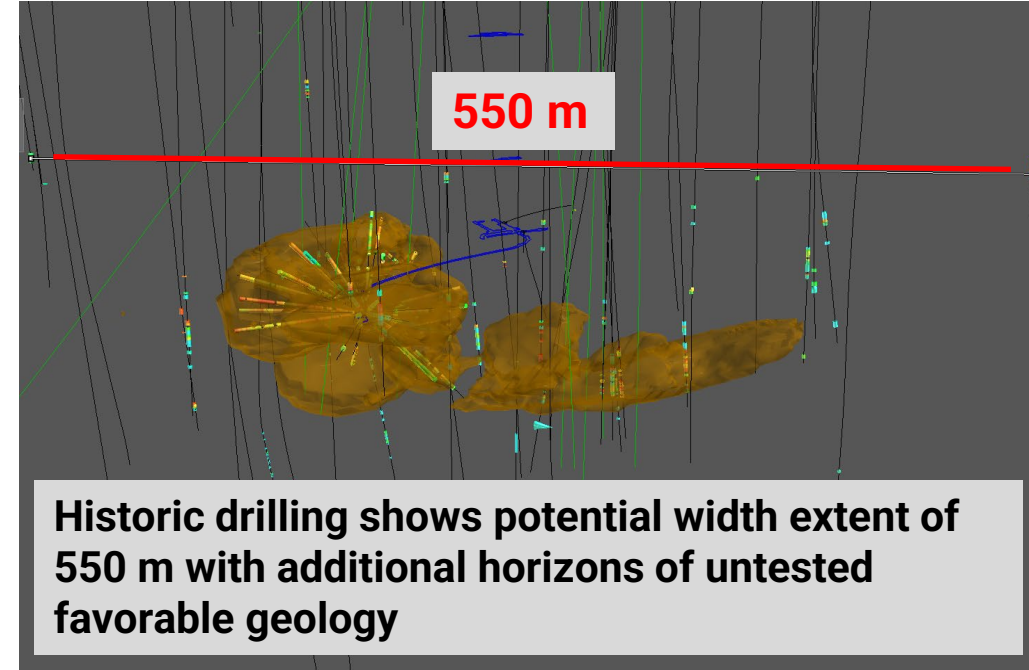 550 m
Historic drilling shows potential width extent of
550 m with additional horizons of untested
favorable geology